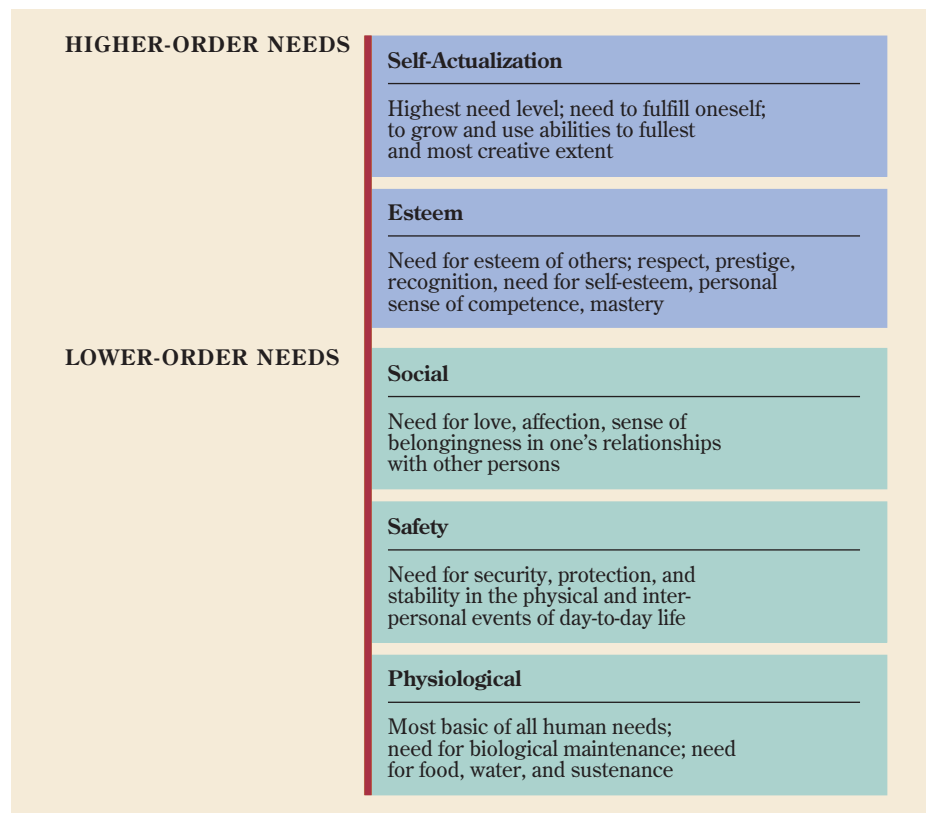 HIGHER-ORDER NEEDS
Self-Actualization
Highest need level; need to fulfill oneself;
to grow and use abilities to fullest
and most creative extent
Esteem
Need for esteem of others; respect, prestige,
recognition, need for self-esteem, personal
sense of competence, mastery
LOWER-ORDER NEEDS
Social
Need for love, affection, sense of
belongingness in one’s relationships
with other persons
Safety
Need for security, protection, and
stability in the physical and inter-
personal events of day-to-day life
Physiological
Most basic of all human needs;
need for biological maintenance; need
for food, water, and sustenance